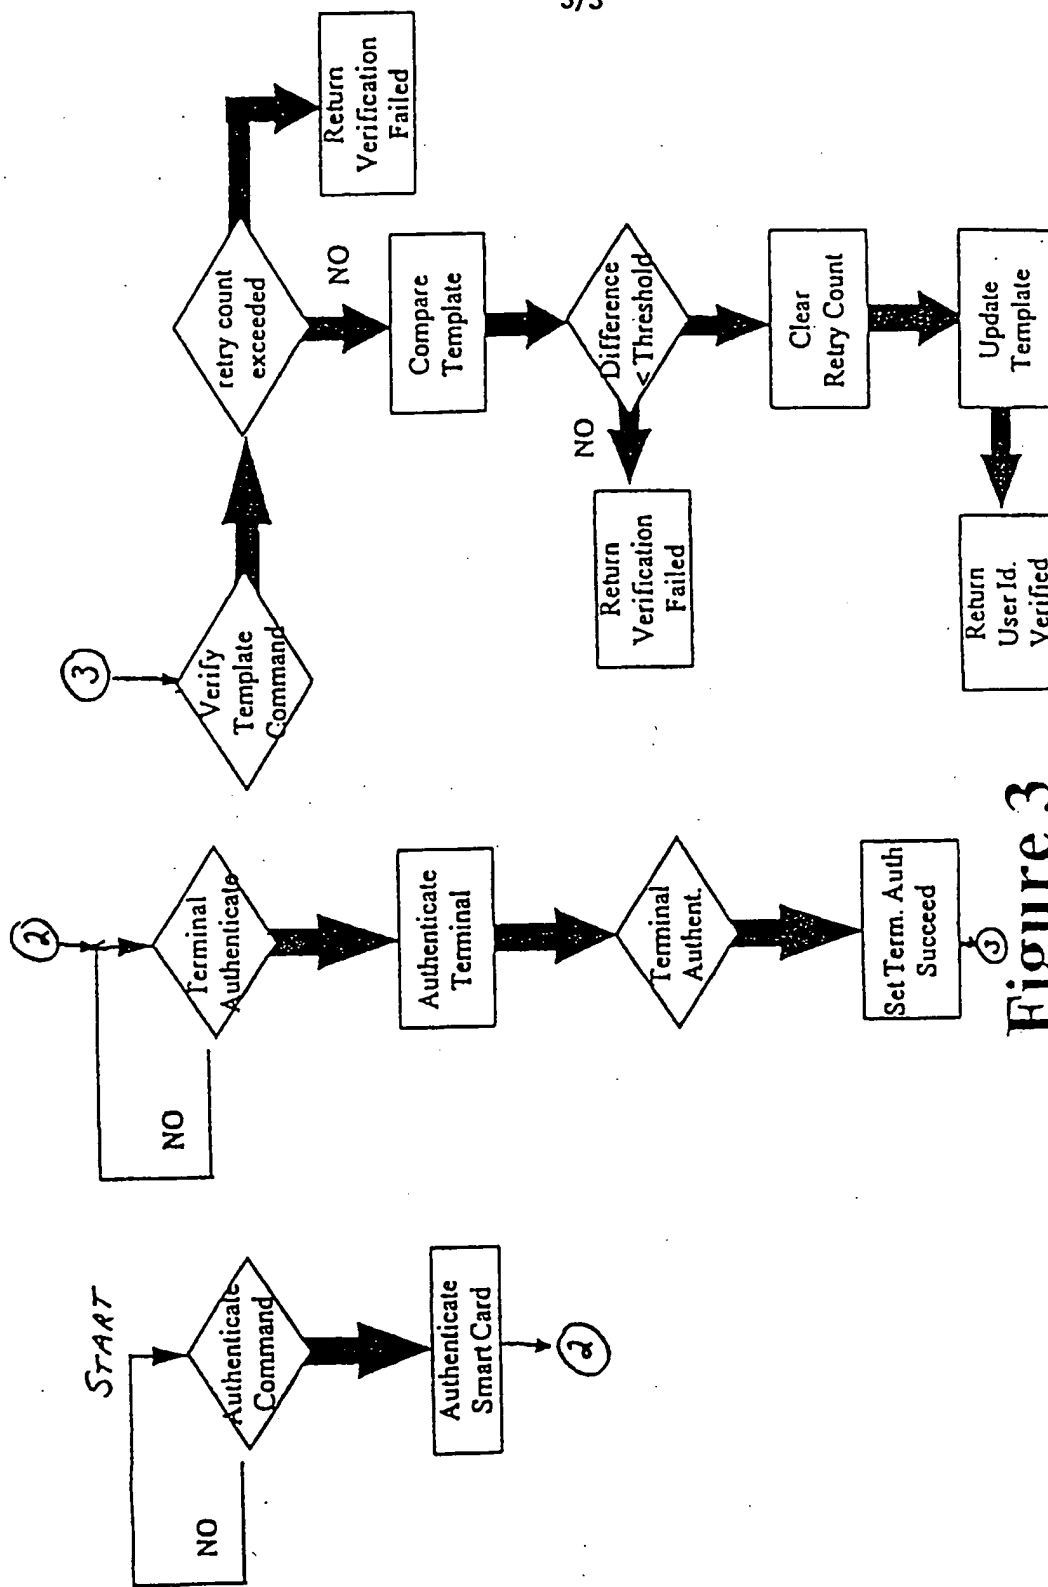 3/3
START
NO
Authenticate
Command
Authenticate
Smart Card
2
2
NO
Terminal
Authenticate
Authenticate
Terminal
Terminal
Authent.
Set Term. Auth
Succeed
3
3
Verify
Template
Command
retry count
exceeded
Return
Verification
Failed
NO
Compare
Template
Difference
< Threshold
NO
Return
Verification
Failed
Clear
Retry Count
Update
Template
Return
User Id.
Verified
Figure 3